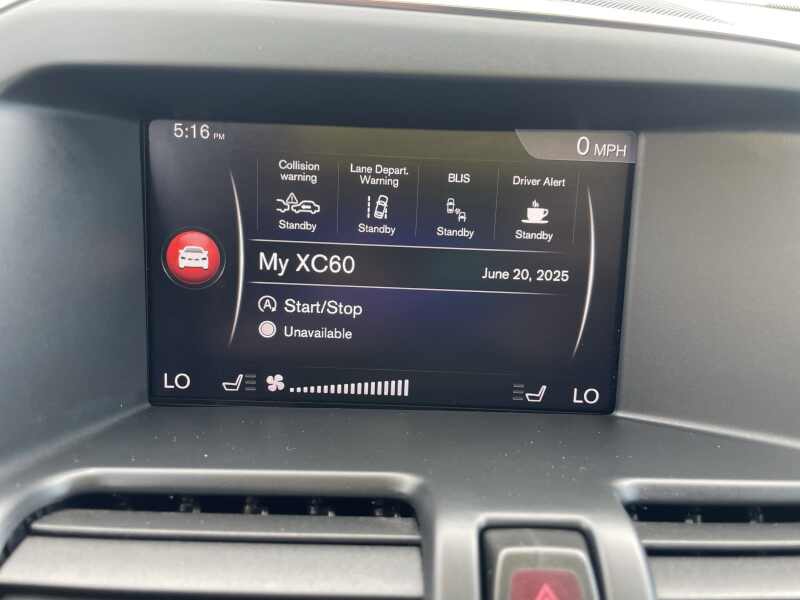 5:16 PM
0 MPH
Collision warning
Lane Depart. Warning
BLIS
Driver Alert
Standby
Standby
Standby
Standby
My XC60
June 20, 2025
A Start/Stop
Unavailable
LO
LO